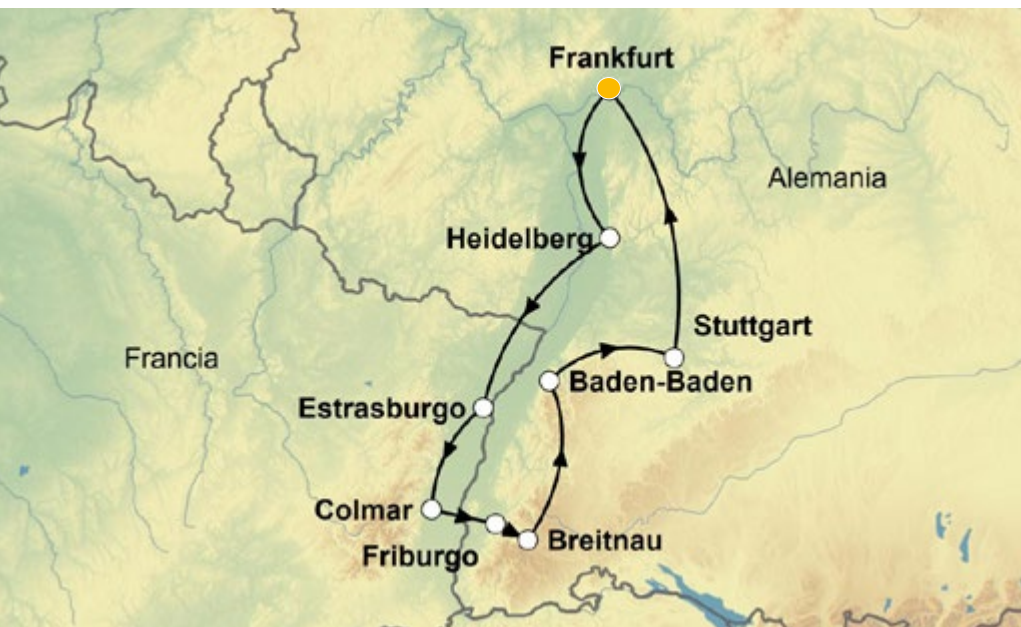 Frankfurt
Alemania
Heidelberg
Stuttgart
Francia
Baden-Baden
Estrasburgo
Colmar
Friburgo
Breitnau